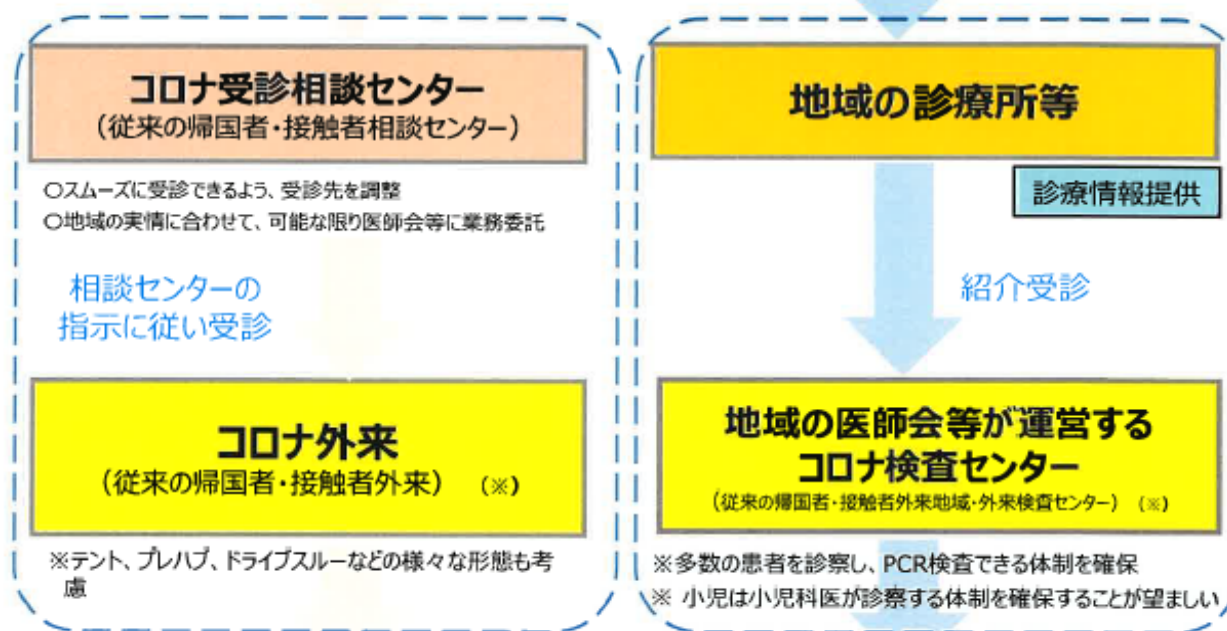 コロナ受診相談センター
（従来の帰国者・接触者相談センター）
○スムーズに受診できるよう、受診先を調整
○地域の実情に合わせて、可能な限り医師会等に業務委託
相談センターの
指示に従い受診
コロナ外来
（従来の帰国者・接触者外来） （※）
※テント、プレハブ、ドライブスルーなどの様々な形態も考
慮
地域の診療所等
診療情報提供
紹介受診
地域の医師会等が運営する
コロナ検査センター
（従来の帰国者・接触者外来地域・外来検査センター）（※）
※多数の患者を診察し、PCR検査できる体制を確保
※ 小児は小児科医が診察する体制を確保することが望ましい